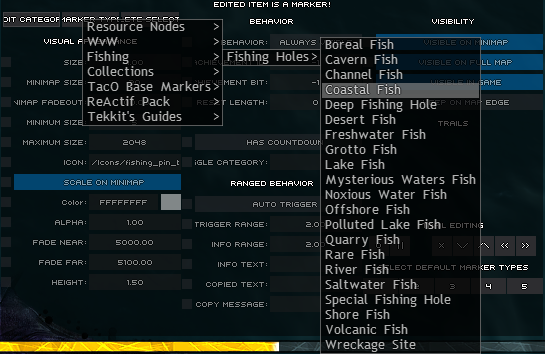 EDITED ITEM IS A MARKER!
DIT CATEGOR MARKER TYPE ETE SELECT
BEHAVIOR
VISIBILITY
Resource Nodes >
WvW >
Fishing >
Collections >
TacO Base Markers >
ReActif Pack >
Tekkit's Guides >
Fishing Holes >
Boreal Fish
Cavern Fish
Channel Fish
Coastal Fish
Deep Fishing Hole
Desert Fish
Freshwater Fish
Grotto Fish
Lake Fish
Mysterious Waters Fish
Noxious Water Fish
Offshore Fish
Polluted Lake Fish
Quarry Fish
Rare Fish
River Fish
Saltwater Fish
Special Fishing Hole
Shore Fish
Volcanic Fish
Wreckage Site
VISUAL
SIZE
MINIMAP SIZE
NIMAP FADEOUT
MINIMUM SIZE
MAXIMUM SIZE: 2048
ICON: /Icons/fishing_pin_t
SCALE ON MINIMAP
Color: FFFFFFFF
ALPHA: 1.00
FADE NEAR: 5000.00
FADE FAR: 5100.00
HEIGHT: 1.50
BEHAVIOR: ALWAYS
EMENT BIT: -1
ET LENGTH: 0
HAS COUNTDOWN
GLE CATEGORY:
RANGED BEHAVIOR
AUTO TRIGGER
TRIGGER RANGE: 2.0
INFO RANGE: 2.0
INFO TEXT:
COPIED TEXT:
COPY MESSAGE:
VISIBLE ON MINIMAP
VISIBLE ON FULL MAP
VISIBLE IN GAME
ON MAP EDGE
TRAILS
EDITING
ECT DEFAULT MARKER TYPES
3 4 5